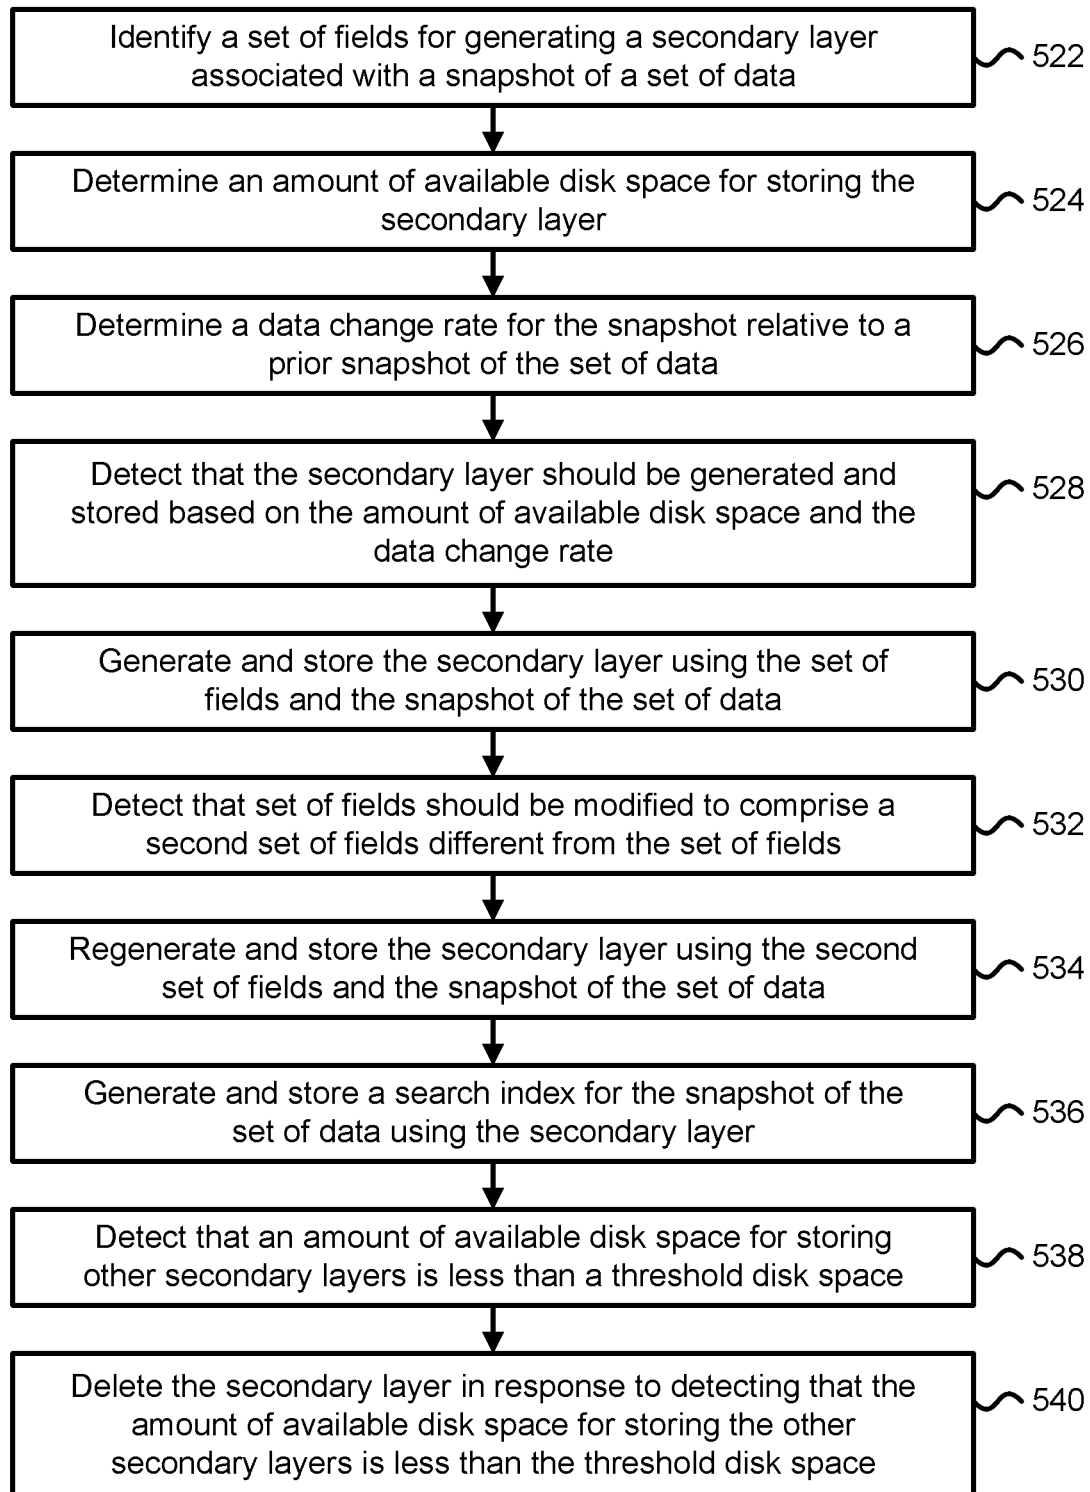 Identify a set of fields for generating a secondary layer
associated with a snapshot of a set of data
522
Determine an amount of available disk space for storing the
secondary layer
524
Determine a data change rate for the snapshot relative to a
prior snapshot of the set of data
526
Detect that the secondary layer should be generated and
stored based on the amount of available disk space and the
data change rate
528
Generate and store the secondary layer using the set of
fields and the snapshot of the set of data
530
Detect that set of fields should be modified to comprise a
second set of fields different from the set of fields
532
Regenerate and store the secondary layer using the second
set of fields and the snapshot of the set of data
534
Generate and store a search index for the snapshot of the
set of data using the secondary layer
536
Detect that an amount of available disk space for storing
other secondary layers is less than a threshold disk space
538
Delete the secondary layer in response to detecting that the
amount of available disk space for storing the other
secondary layers is less than the threshold disk space
540